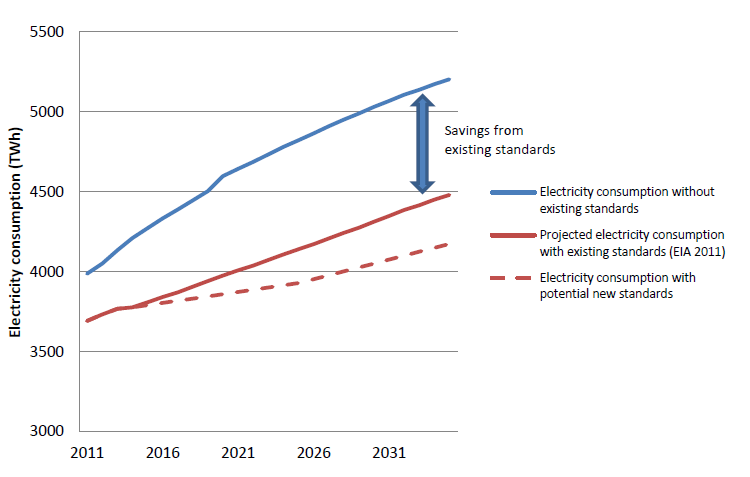 5500
5000
4500
4000
3500
3000
Electricity consumption (TWh)
2011 2016 2021 2026 2031
Savings from
existing standards
Electricity consumption without
existing standards
Projected electricity consumption
with existing standards (EIA 2011)
Electricity consumption with
potential new standards